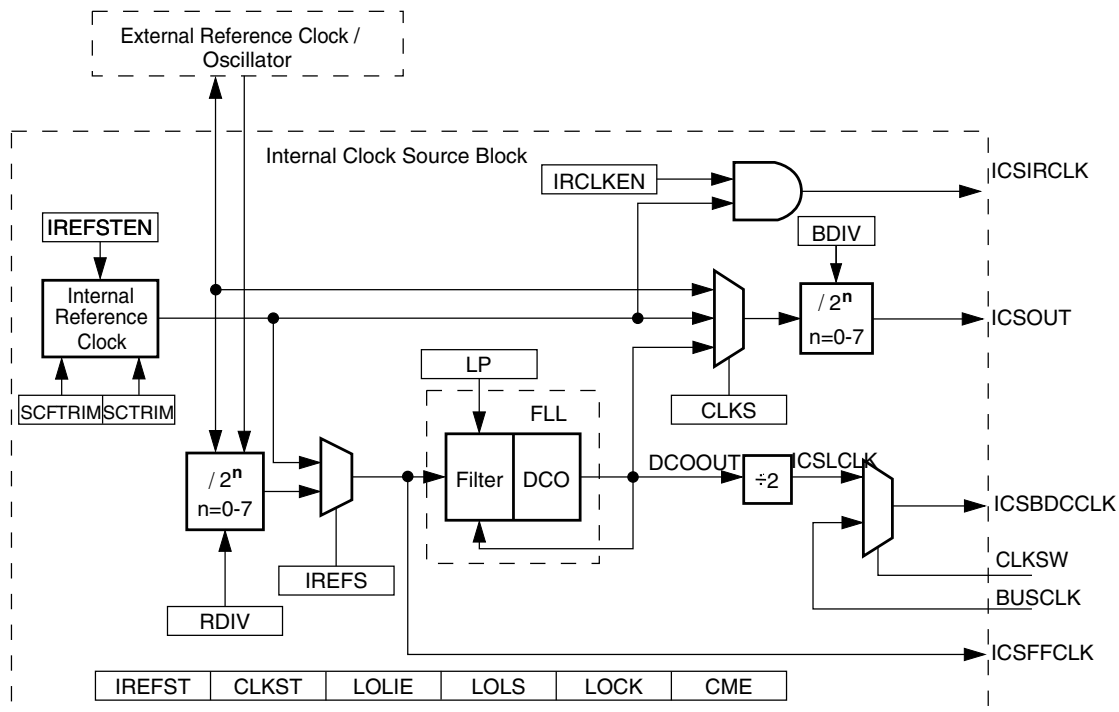 External Reference Clock /
Oscillator
Internal Clock Source Block
IRCLKEN
ICSIRCLK
IREFSTEN
BDIV
Internal
Reference
Clock
/ 2ⁿ
n=0-7
ICSOUT
LP
SCFTRIM SCTRIM
CLKS
FLL
/ 2ⁿ
n=0-7
Filter DCO
DCOOUT
÷2
ICSLCLK
ICSBDCCLK
IREFS
CLKSW
RDIV
BUSCLK
ICSFFCLK
IREFST CLKST LOLIE LOLS LOCK CME